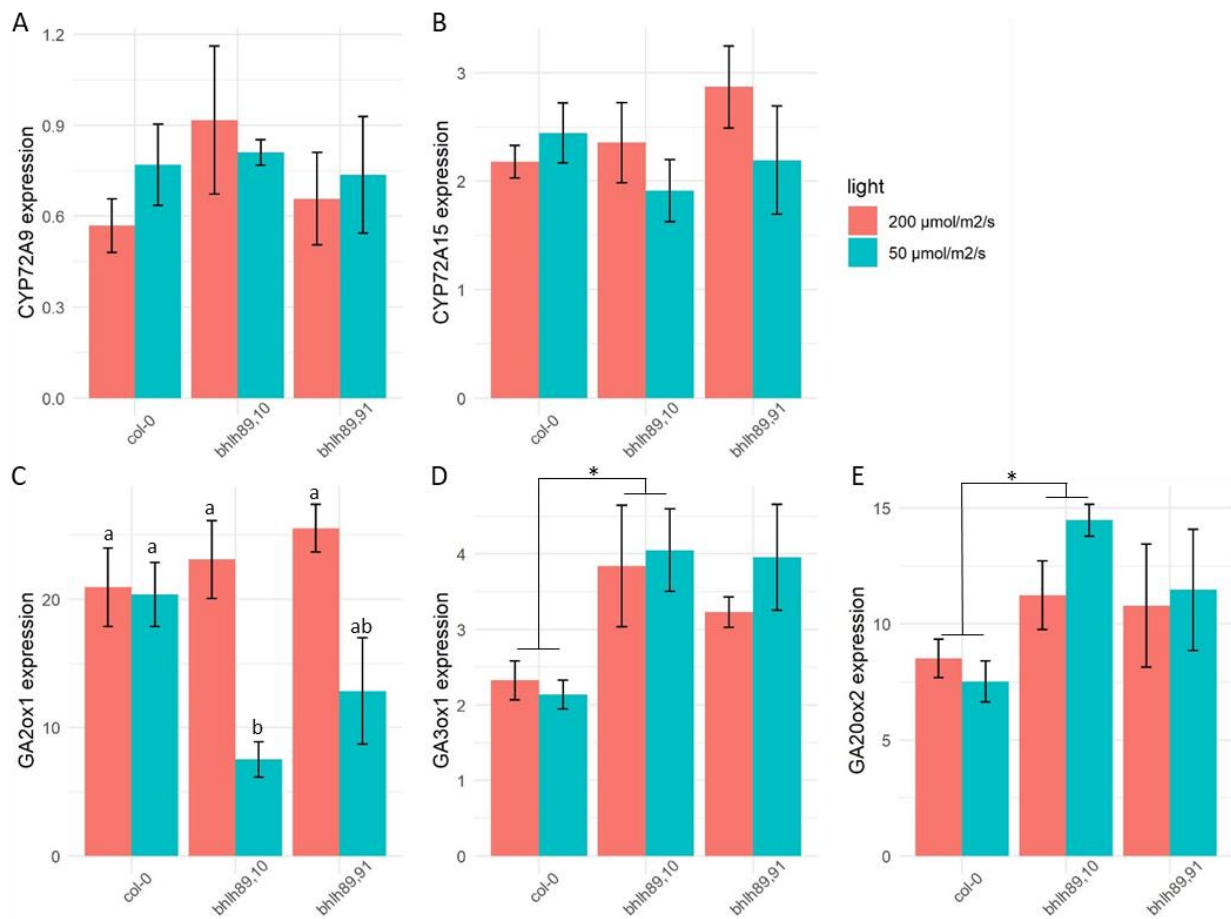 A
CYP72A9 expression
1.2
0.9
0.6
0.3
0.0
col-0
bhlh89,10
bhlh89,91
B
CYP72A15 expression
3
2
1
0
col-0
bhlh89,10
bhlh89,91
light
200 µmol/m2/s
50 µmol/m2/s
C
GA2ox1 expression
20
10
0
a
a
a
b
a
ab
col-0
bhlh89,10
bhlh89,91
D
GA3ox1 expression
4
3
2
1
0
*
col-0
bhlh89,10
bhlh89,91
E
GA20ox2 expression
15
10
5
0
*
col-0
bhlh89,10
bhlh89,91